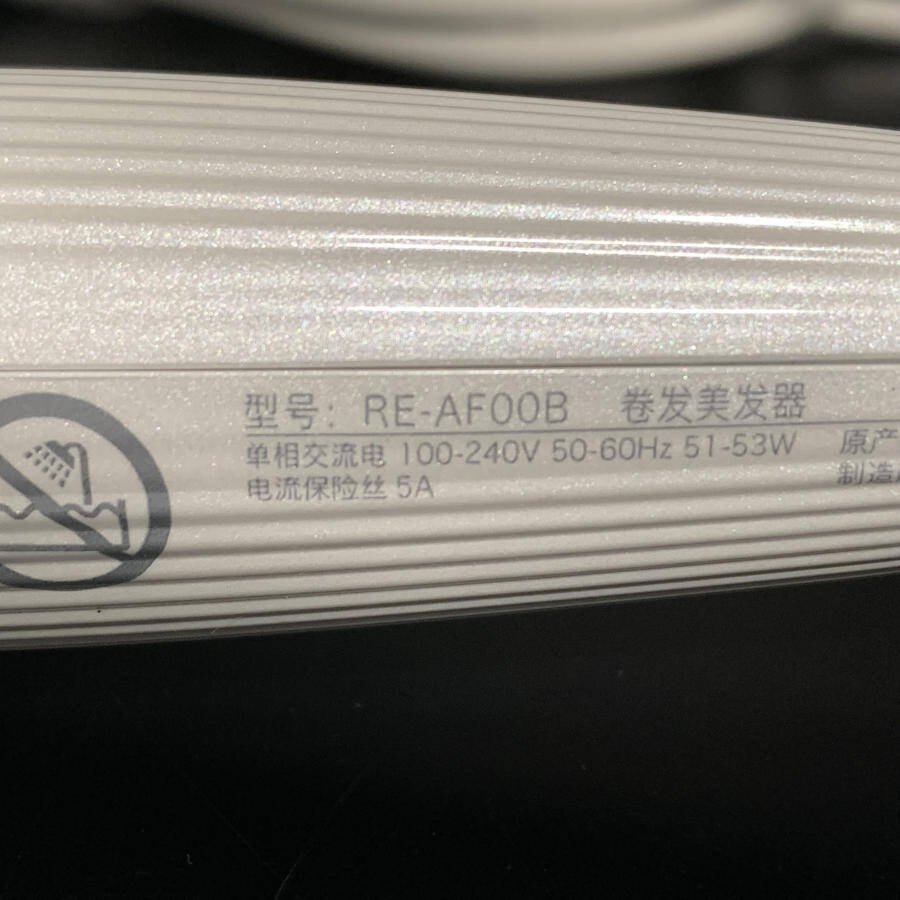 型号：RE-AF00B 卷发美发器
单相交流电 100-240V 50-60Hz 51-53W
电流保险丝 5A
原产
制造